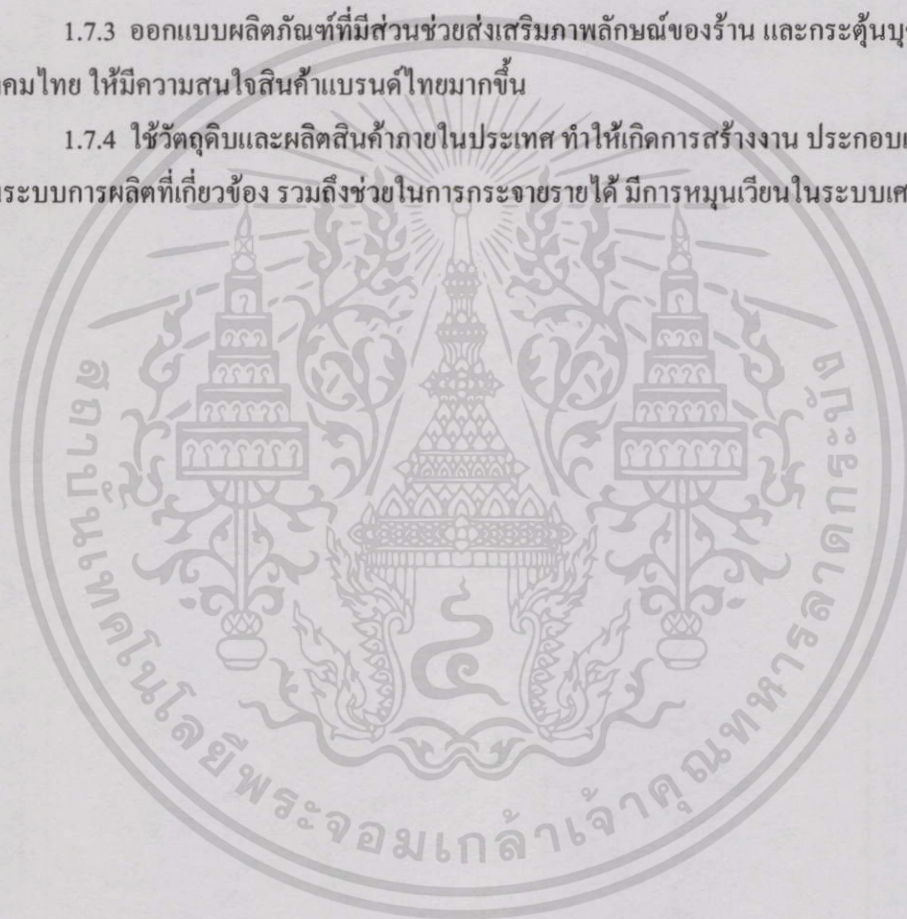 1.7.3 ออกแบบผลิตภัณฑ์ที่มีส่วนช่วยส่งเสริมภาพลักษณ์ของร้าน และกระตุ้น
คมไทย ให้มีความสนใจสินค้าแบรนด์ไทยมากขึ้น
1.7.4 ใช้วัตถุดิบและผลิตสินค้าภายในประเทศ ทำให้เกิดการสร้างงาน ประกอบ
ระบบการผลิตที่เกี่ยวข้อง รวมถึงช่วยในการกระจายรายได้ มีการหมุนเวียนในระบบ
สถาบันเทคโนโลยีพระจอมเกล้าเจ้าคุณทหารลาดกระบัง
๔